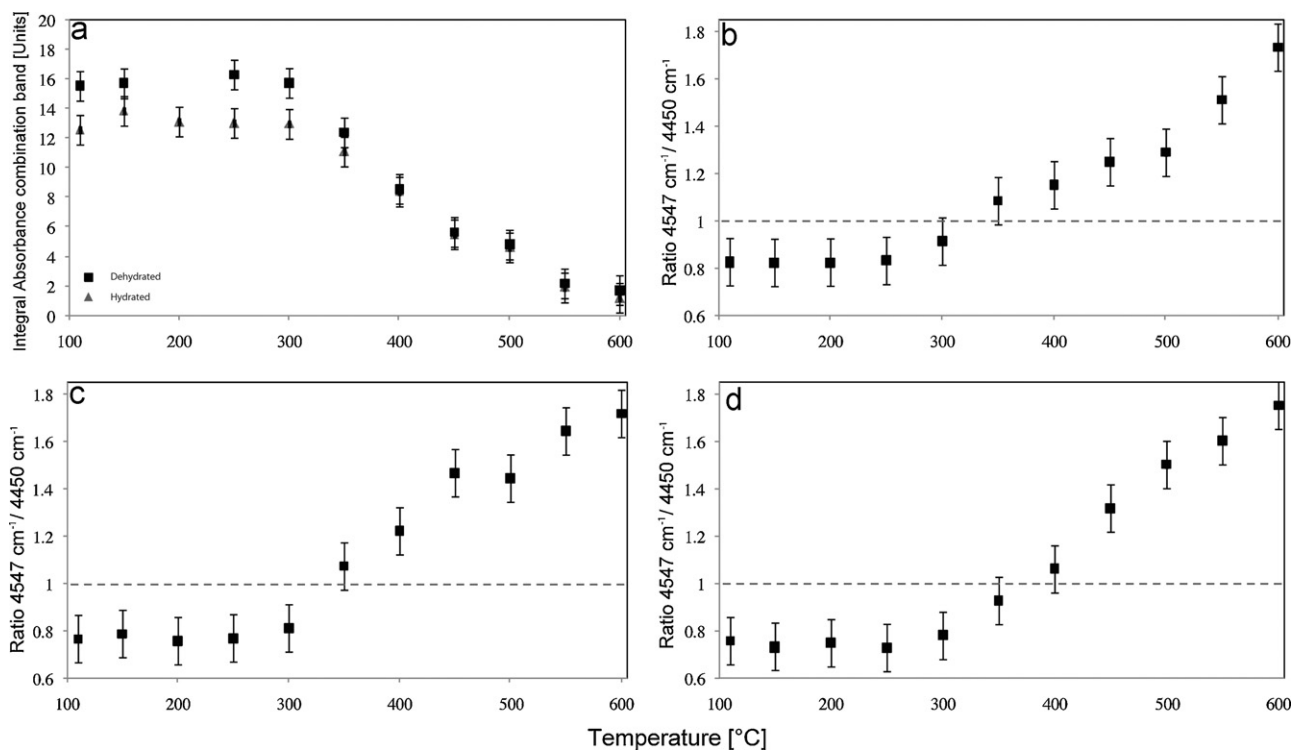 a
Integral Absorbance combination band [Units]
20
18
16
14
12
10
8
6
4
2
0
Dehydrated
Hydrated
100 200 300 400 500 600
b
Ratio 4547 cm⁻¹/ 4450 cm⁻¹
1.8
1.6
1.4
1.2
1
0.8
0.6
100 200 300 400 500 600
c
Ratio 4547 cm⁻¹/ 4450 cm⁻¹
1.8
1.6
1.4
1.2
1
0.8
0.6
100 200 300 400 500 600
d
Ratio 4547 cm⁻¹/ 4450 cm⁻¹
1.8
1.6
1.4
1.2
1
0.8
0.6
100 200 300 400 500 600
Temperature [°C]